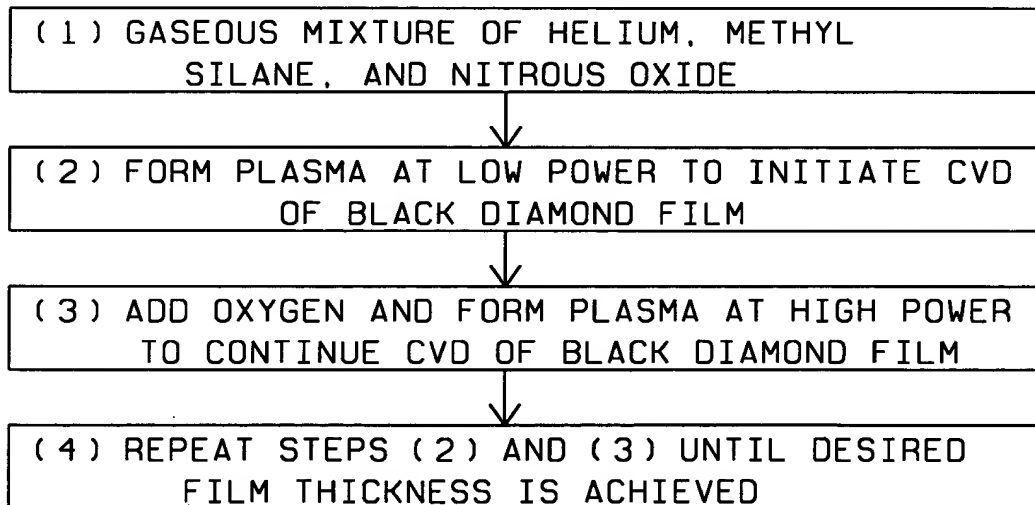 (1) GASEOUS MIXTURE OF HELIUM, METHYL
SILANE, AND NITROUS OXIDE
(2) FORM PLASMA AT LOW POWER TO INITIATE CVD
OF BLACK DIAMOND FILM
(3) ADD OXYGEN AND FORM PLASMA AT HIGH POWER
TO CONTINUE CVD OF BLACK DIAMOND FILM
(4) REPEAT STEPS (2) AND (3) UNTIL DESIRED
FILM THICKNESS IS ACHIEVED